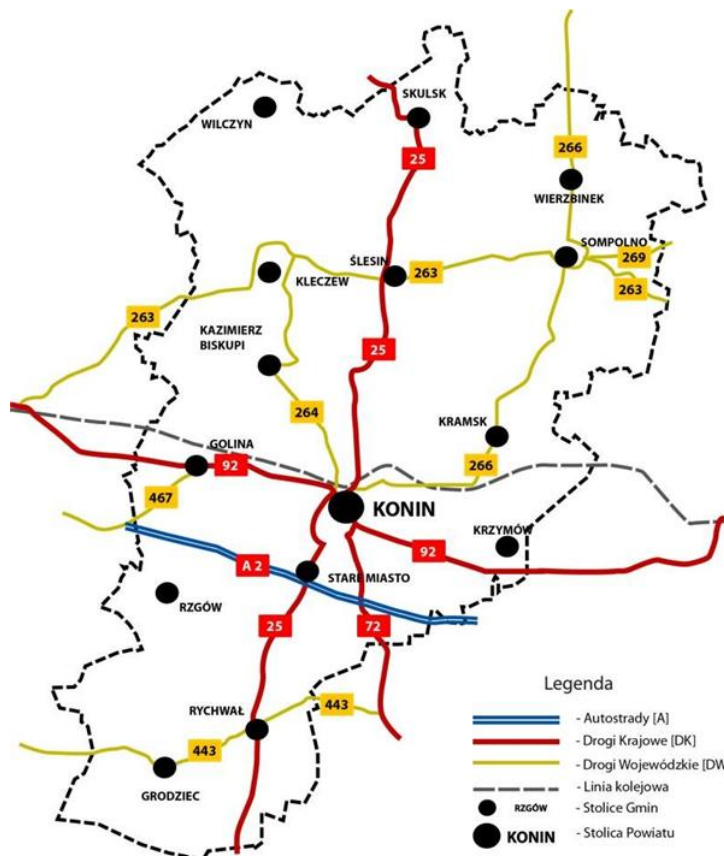 SKULSK
WILCZYN
266
25
WIERZBINEK
SOMPOLNO
ŚLESIN
263
269
KLECZEW
263
263
KAZIMIERZ
BISKUPI
25
264
KRAMSK
GOLINA
92
266
467
KONIN
KRZYMÓW
92
A 2
STARE MIASTO
RZGÓW
25
72
RYCHWAŁ
443
443
GRODZIEC
Legenda
- Autostrady [A]
- Drogi Krajowe [DK]
- Drogi Wojewódzkie [DW
- Linia kolejowa
RZGÓW - Stolice Gmin
KONIN - Stolica Powiatu